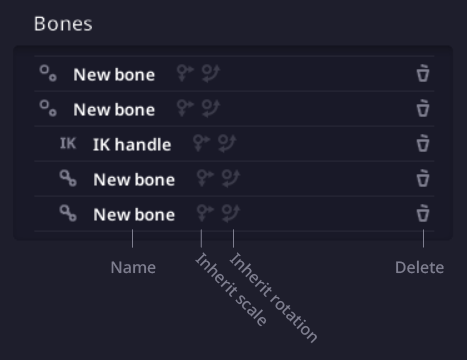 Bones
New bone
New bone
IK IK handle
New bone
New bone
Name
Inherit scale
Inherit rotation
Delete